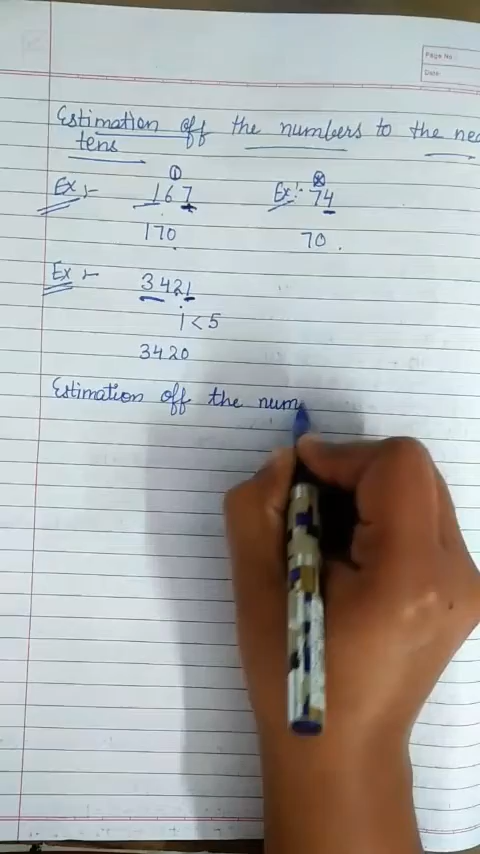 Page No:
Date:
Estimation off the numbers to the nea
tens
Ex:- 167 Ex:- 74
170 70.
Ex:- 3421
1<5
3420
Estimation off the num